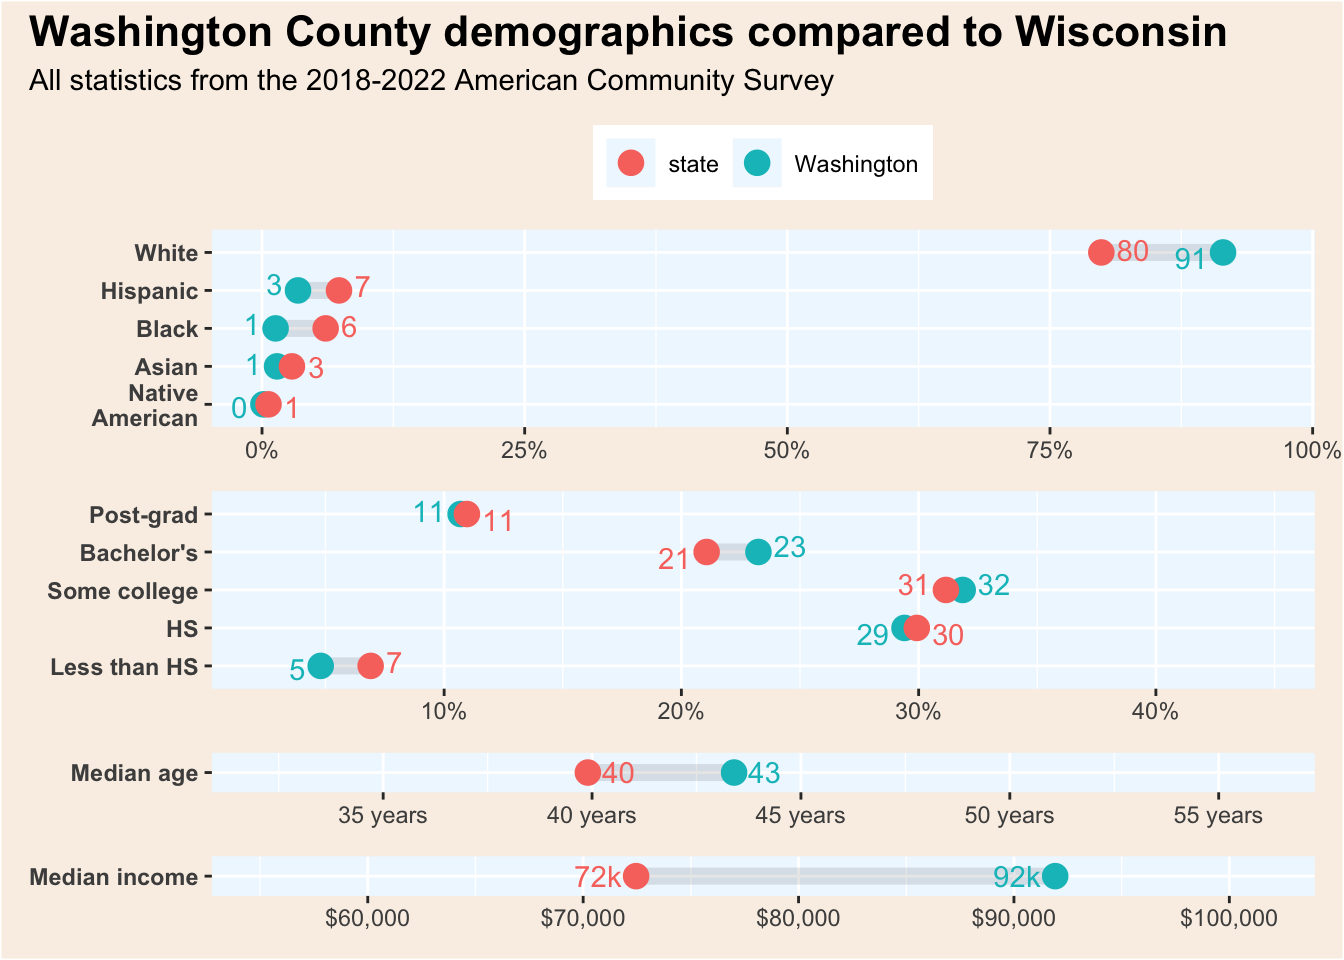 Washington County demographics compared to Wisconsin
All statistics from the 2018-2022 American Community Survey
state Washington
White 80 91
Hispanic 3 7
Black 1 6
Asian 1 3
Native
American 0 1
0% 25% 50% 75% 100%
Post-grad 11 11
Bachelor's 21 23
Some college 31 32
HS 29 30
Less than HS 5 7
10% 20% 30% 40%
Median age 40 43
35 years 40 years 45 years 50 years 55 years
Median income 72k 92k
$60,000 $70,000 $80,000 $90,000 $100,000